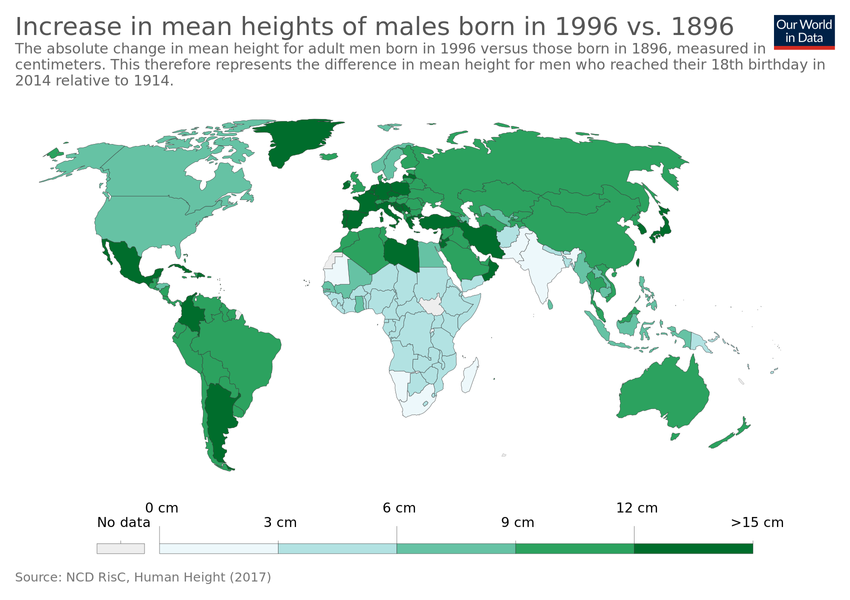 Increase in mean heights of males born in 1996 vs. 1896
Our World
in Data
The absolute change in mean height for adult men born in 1996 versus those born in 1896, measured in
centimeters. This therefore represents the difference in mean height for men who reached their 18th birthday in
2014 relative to 1914.
0 cm
6 cm
12 cm
No data
3 cm
9 cm
>15 cm
Source: NCD RisC, Human Height (2017)